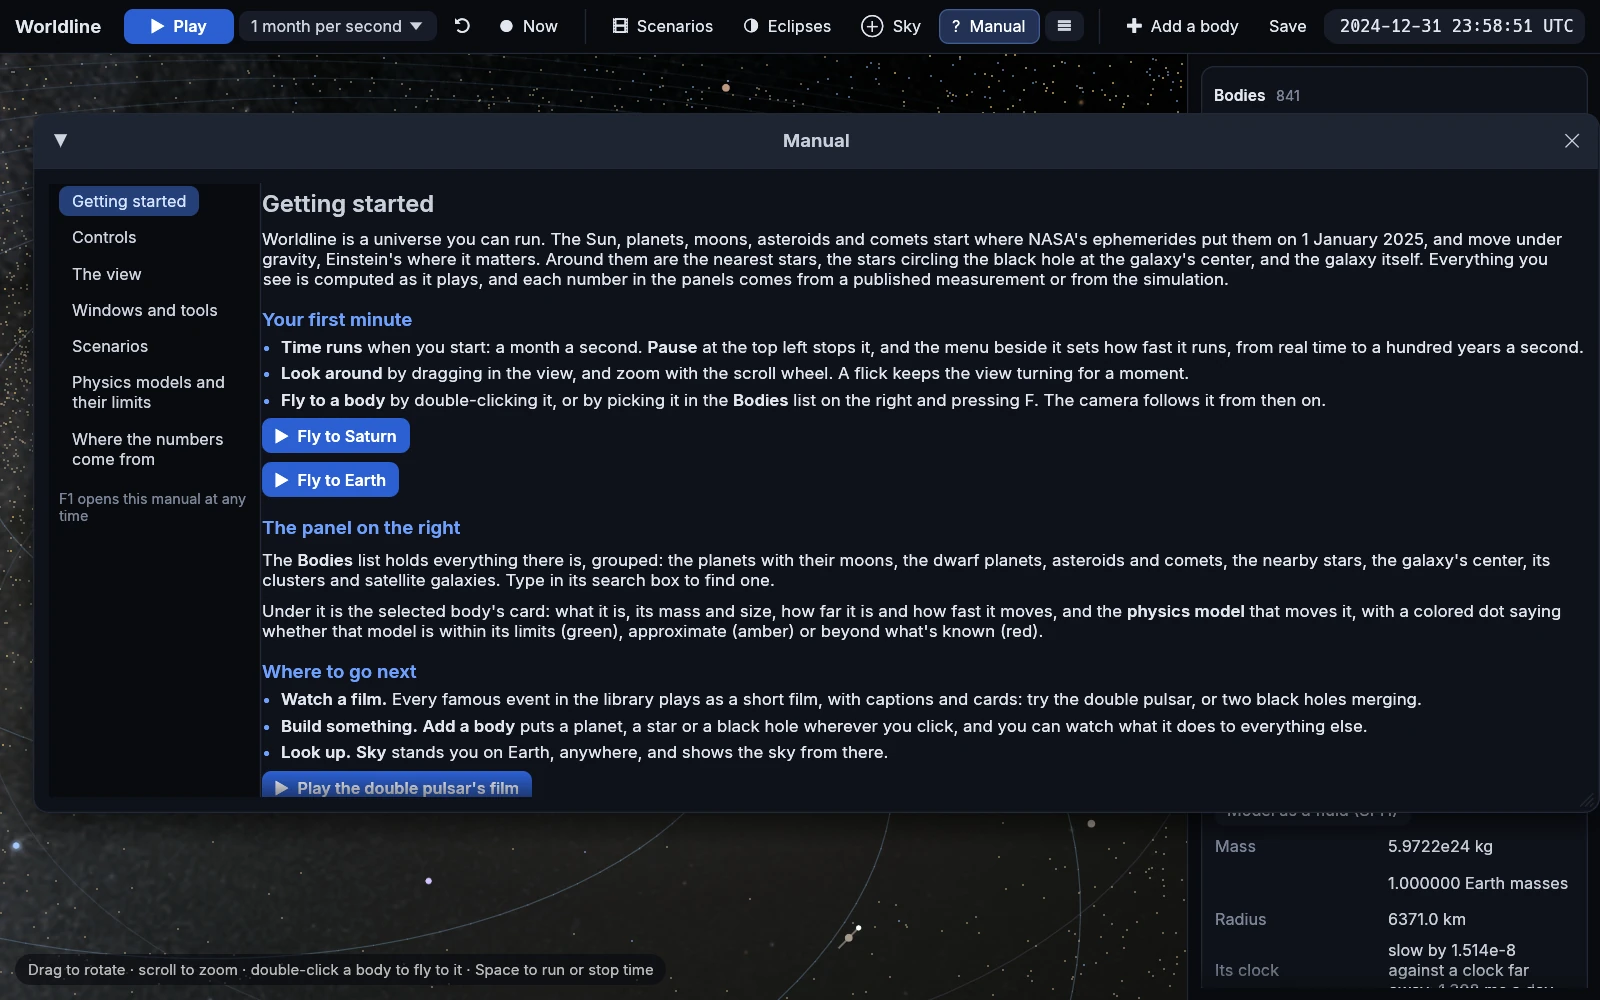 Worldline
Play
1 month per second
Now
Scenarios
Eclipses
Sky
? Manual
Add a body
Save
2024-12-31 23:58:51 UTC
Bodies 841
Manual
Getting started
Controls
The view
Windows and tools
Scenarios
Physics models and
their limits
Where the numbers
come from
F1 opens this manual at any
time
Getting started
Worldline is a universe you can run. The Sun, planets, moons, asteroids and comets start where NASA's ephemerides put them on 1 January 2025, and move under
gravity, Einstein's where it matters. Around them are the nearest stars, the stars circling the black hole at the galaxy's center, and the galaxy itself. Everything you
see is computed as it plays, and each number in the panels comes from a published measurement or from the simulation.
Your first minute
• Time runs when you start: a month a second. Pause at the top left stops it, and the menu beside it sets how fast it runs, from real time to a hundred years a second.
• Look around by dragging in the view, and zoom with the scroll wheel. A flick keeps the view turning for a moment.
• Fly to a body by double-clicking it, or by picking it in the Bodies list on the right and pressing F. The camera follows it from then on.
Fly to Saturn
Fly to Earth
The panel on the right
The Bodies list holds everything there is, grouped: the planets with their moons, the dwarf planets, asteroids and comets, the nearby stars, the galaxy's center, its
clusters and satellite galaxies. Type in its search box to find one.
Under it is the selected body's card: what it is, its mass and size, how far it is and how fast it moves, and the physics model that moves it, with a colored dot saying
whether that model is within its limits (green), approximate (amber) or beyond what's known (red).
Where to go next
• Watch a film. Every famous event in the library plays as a short film, with captions and cards: try the double pulsar, or two black holes merging.
• Build something. Add a body puts a planet, a star or a black hole wherever you click, and you can watch what it does to everything else.
• Look up. Sky stands you on Earth, anywhere, and shows the sky from there.
Play the double pulsar's film
Mass 5.9722e24 kg
1.000000 Earth masses
Radius 6371.0 km
Its clock slow by 1.514e-8
against a clock far
Drag to rotate · scroll to zoom · double-click a body to fly to it · Space to run or stop time